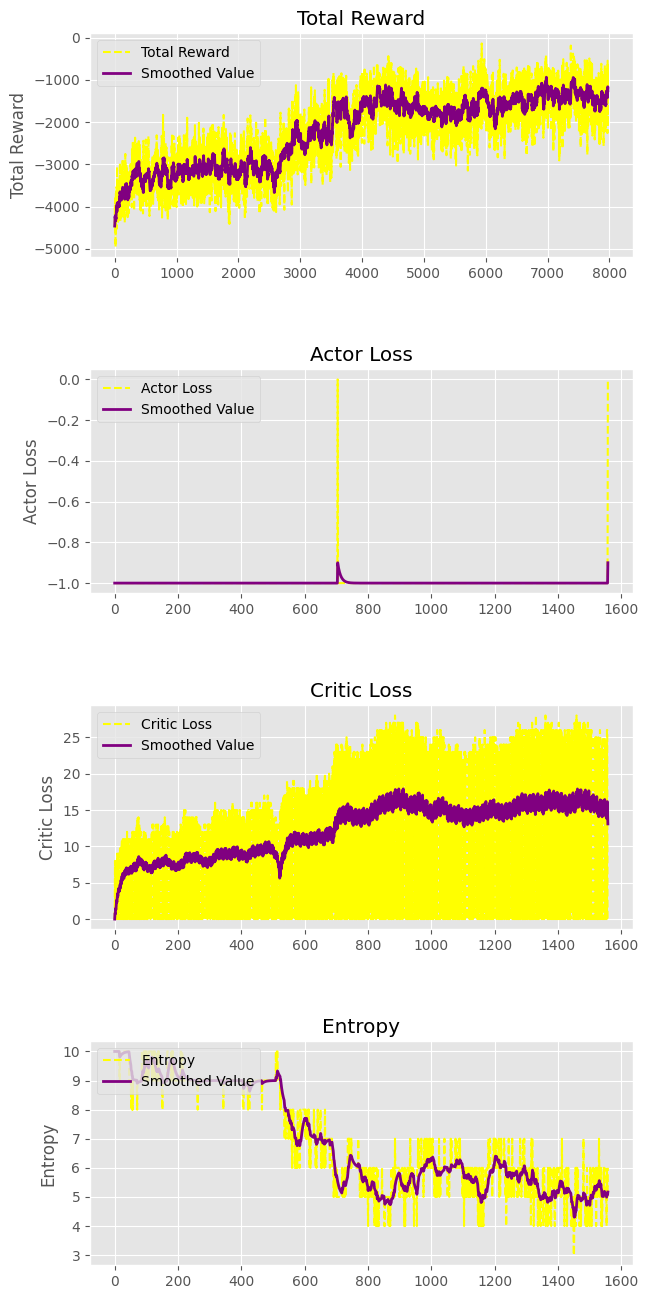 Total Reward
Total Reward
Smoothed Value
Total Reward
0
−1000
−2000
−3000
−4000
−5000
0 1000 2000 3000 4000 5000 6000 7000 8000
Actor Loss
Actor Loss
Smoothed Value
Actor Loss
0.0
−0.2
−0.4
−0.6
−0.8
−1.0
0 200 400 600 800 1000 1200 1400 1600
Critic Loss
Critic Loss
Smoothed Value
Critic Loss
25
20
15
10
5
0
0 200 400 600 800 1000 1200 1400 1600
Entropy
Entropy
Smoothed Value
Entropy
10
9
8
7
6
5
4
3
0 200 400 600 800 1000 1200 1400 1600